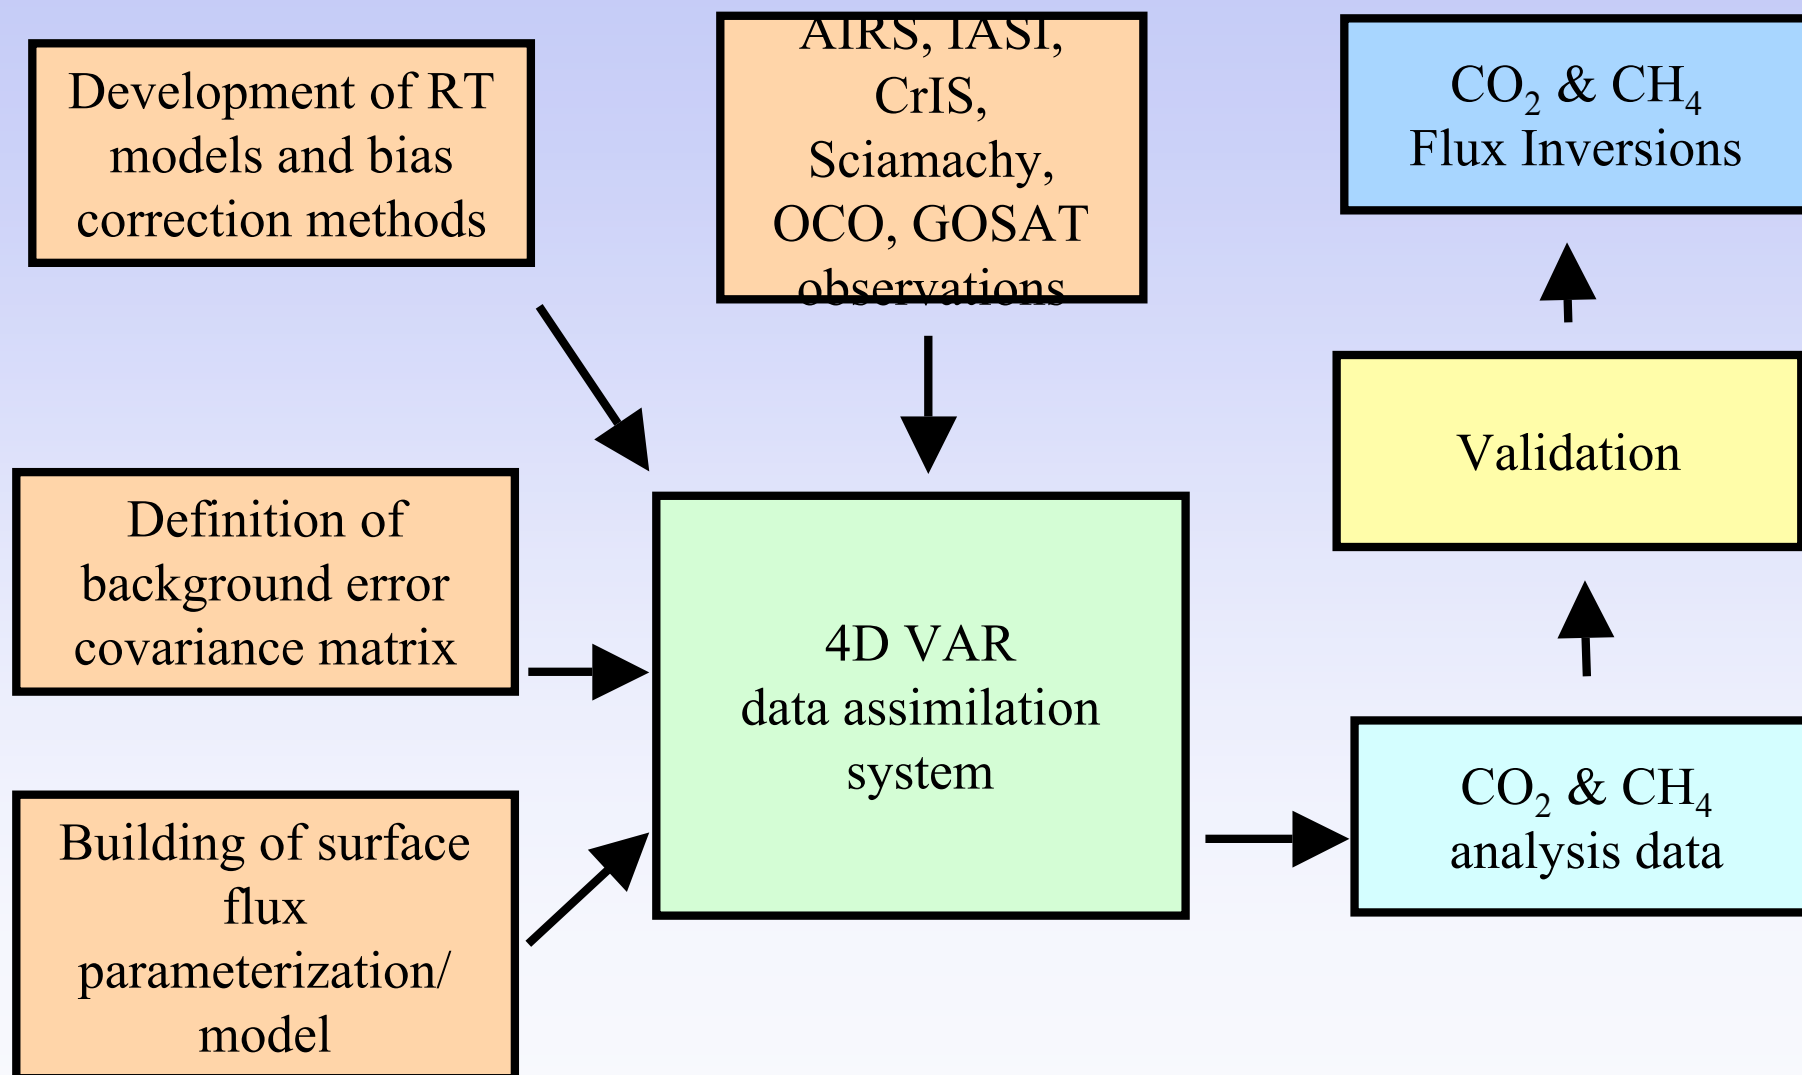 Development of RT
models and bias
correction methods
AIRS, IASI,
CrIS,
Sciamachy,
OCO, GOSAT
observations
CO₂ & CH₄
Flux Inversions
Validation
Definition of
background error
covariance matrix
4D VAR
data assimilation
system
CO₂ & CH₄
analysis data
Building of surface
flux
parameterization/
model